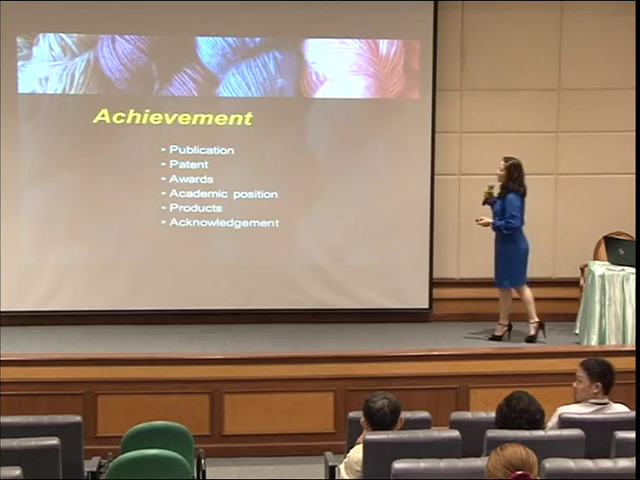 Achievement
• Publication
• Patent
• Awards
• Academic position
• Products
• Acknowledgement